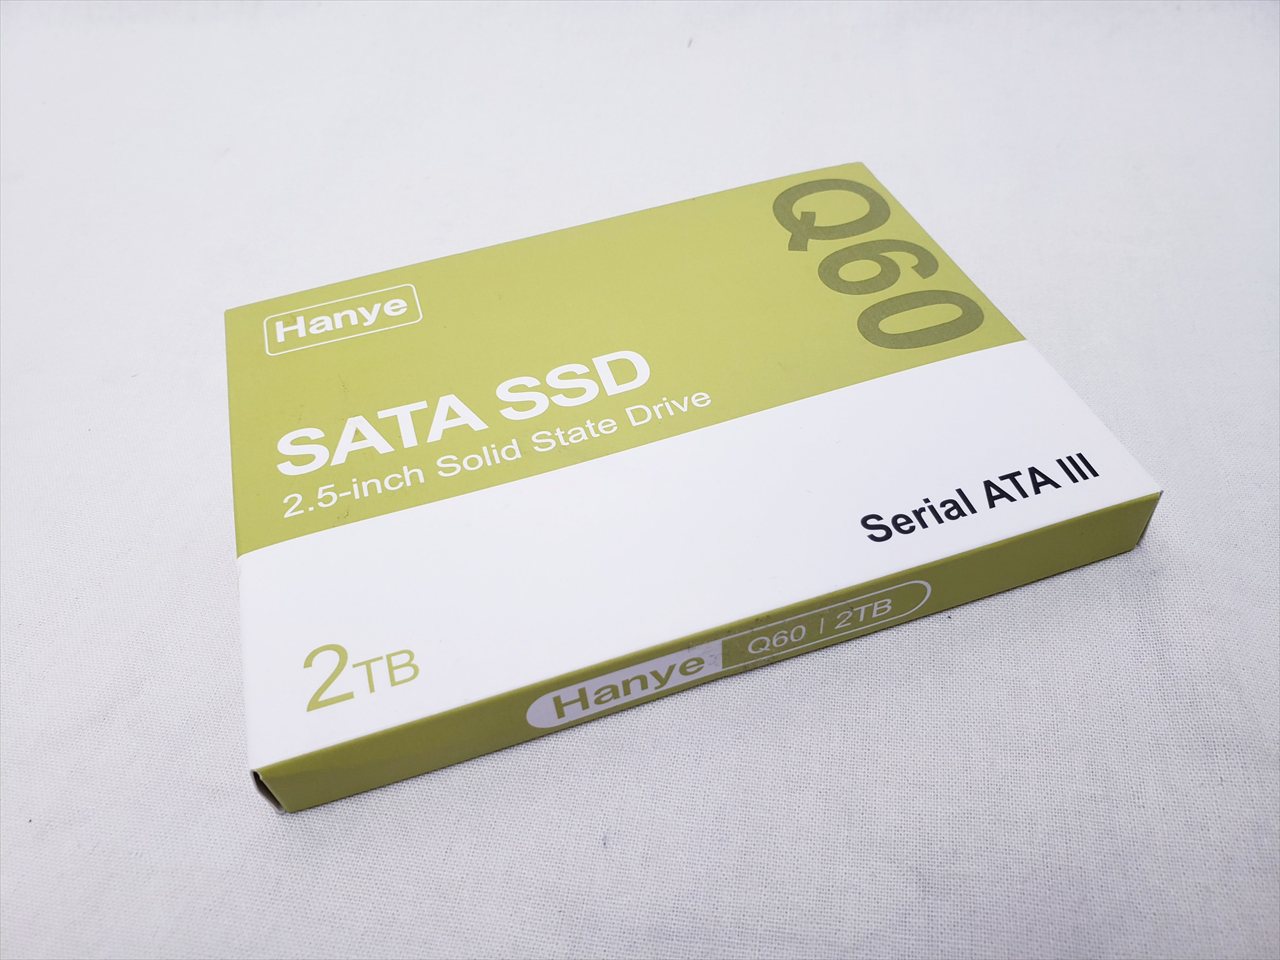 Hanye
Q60
SATA SSD
2.5-inch Solid State Drive
Serial ATA III
2TB
Hanye Q60 | 2TB